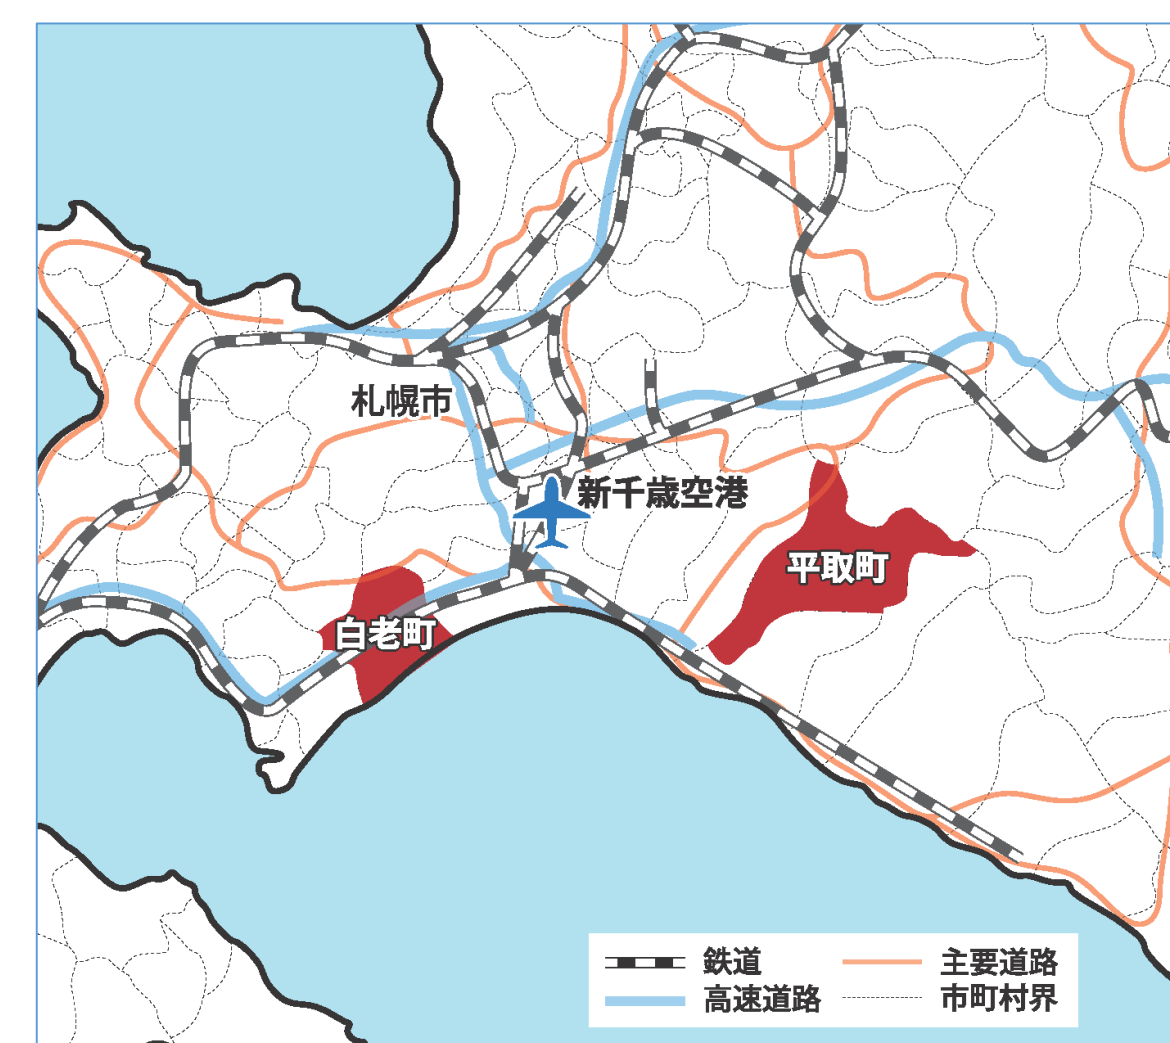 札幌市
新千歳空港
平取町
白老町
鉄道
主要道路
高速道路
市町村界